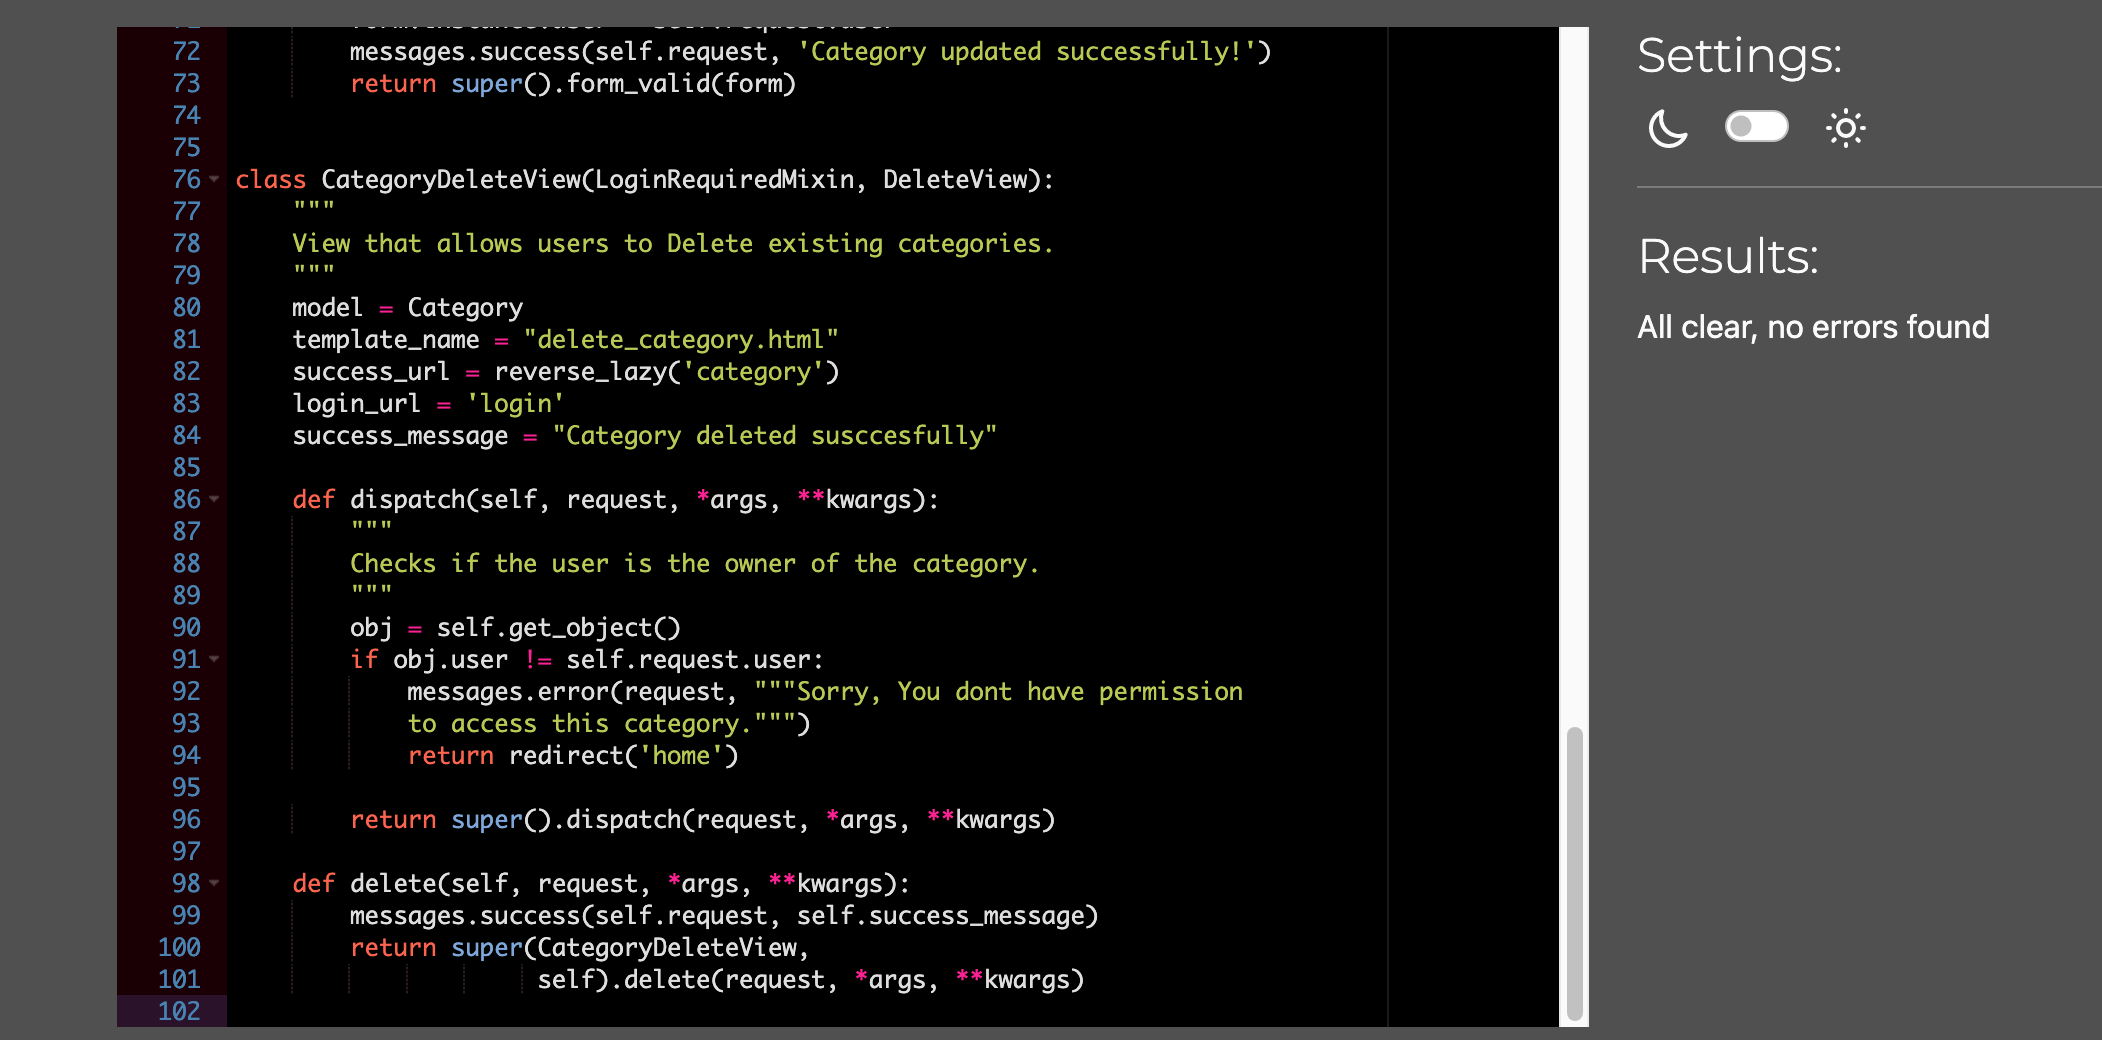 72 messages.success(self.request, 'Category updated successfully!')
73 return super().form_valid(form)
74
75
76 class CategoryDeleteView(LoginRequiredMixin, DeleteView):
77 """
78 View that allows users to Delete existing categories.
79 """
80 model = Category
81 template_name = "delete_category.html"
82 success_url = reverse_lazy('category')
83 login_url = 'login'
84 success_message = "Category deleted susccesfully"
85
86 def dispatch(self, request, *args, **kwargs):
87 """
88 Checks if the user is the owner of the category.
89 """
90 obj = self.get_object()
91 if obj.user != self.request.user:
92 messages.error(request, """Sorry, You dont have permission
93 to access this category.""")
94 return redirect('home')
95
96 return super().dispatch(request, *args, **kwargs)
97
98 def delete(self, request, *args, **kwargs):
99 messages.success(self.request, self.success_message)
100 return super(CategoryDeleteView,
101 self).delete(request, *args, **kwargs)
102
Settings:
Results:
All clear, no errors found